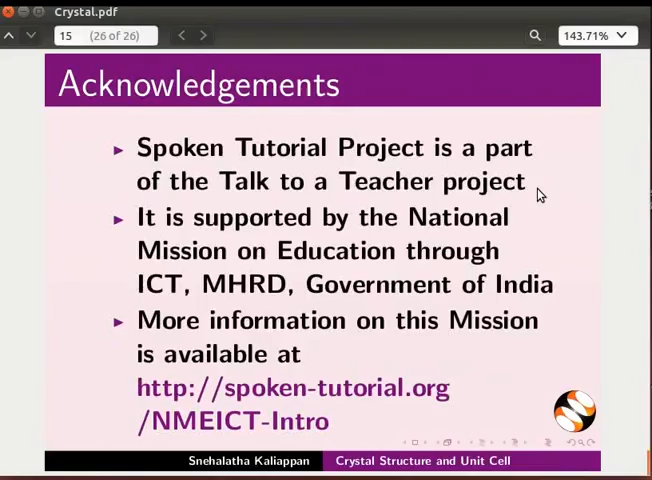 Crystal.pdf
15 (26 of 26) 143.71%
Acknowledgements
Spoken Tutorial Project is a part
of the Talk to a Teacher project
It is supported by the National
Mission on Education through
ICT, MHRD, Government of India
More information on this Mission
is available at
http://spoken-tutorial.org
/NMEICT-Intro
Snehalatha Kaliappan Crystal Structure and Unit Cell